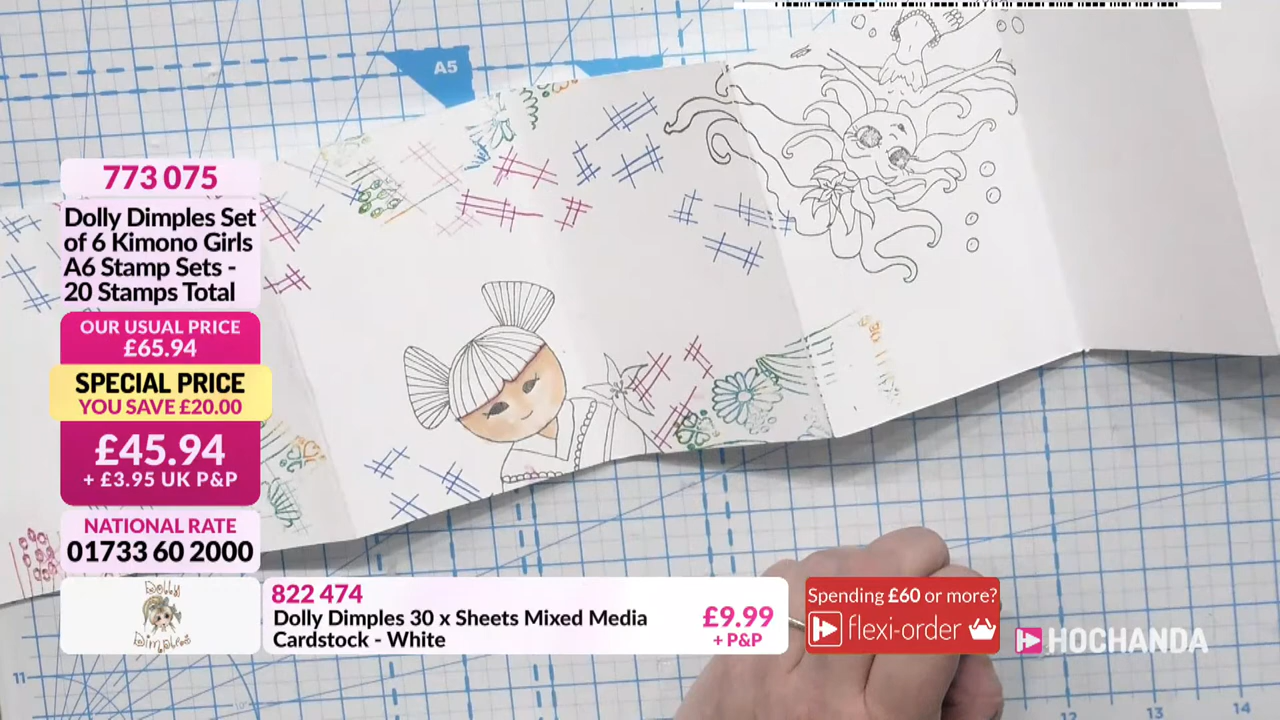 A5
773 075
Dolly Dimples Set
of 6 Kimono Girls
A6 Stamp Sets -
20 Stamps Total
OUR USUAL PRICE
£65.94
SPECIAL PRICE
YOU SAVE £20.00
£45.94
+ £3.95 UK P&P
NATIONAL RATE
01733 60 2000
Dolly
Dimples
822 474
Dolly Dimples 30 x Sheets Mixed Media
Cardstock - White
£9.99
+ P&P
Spending £60 or more?
flexi-order
HOCHANDA
11
12
13
14